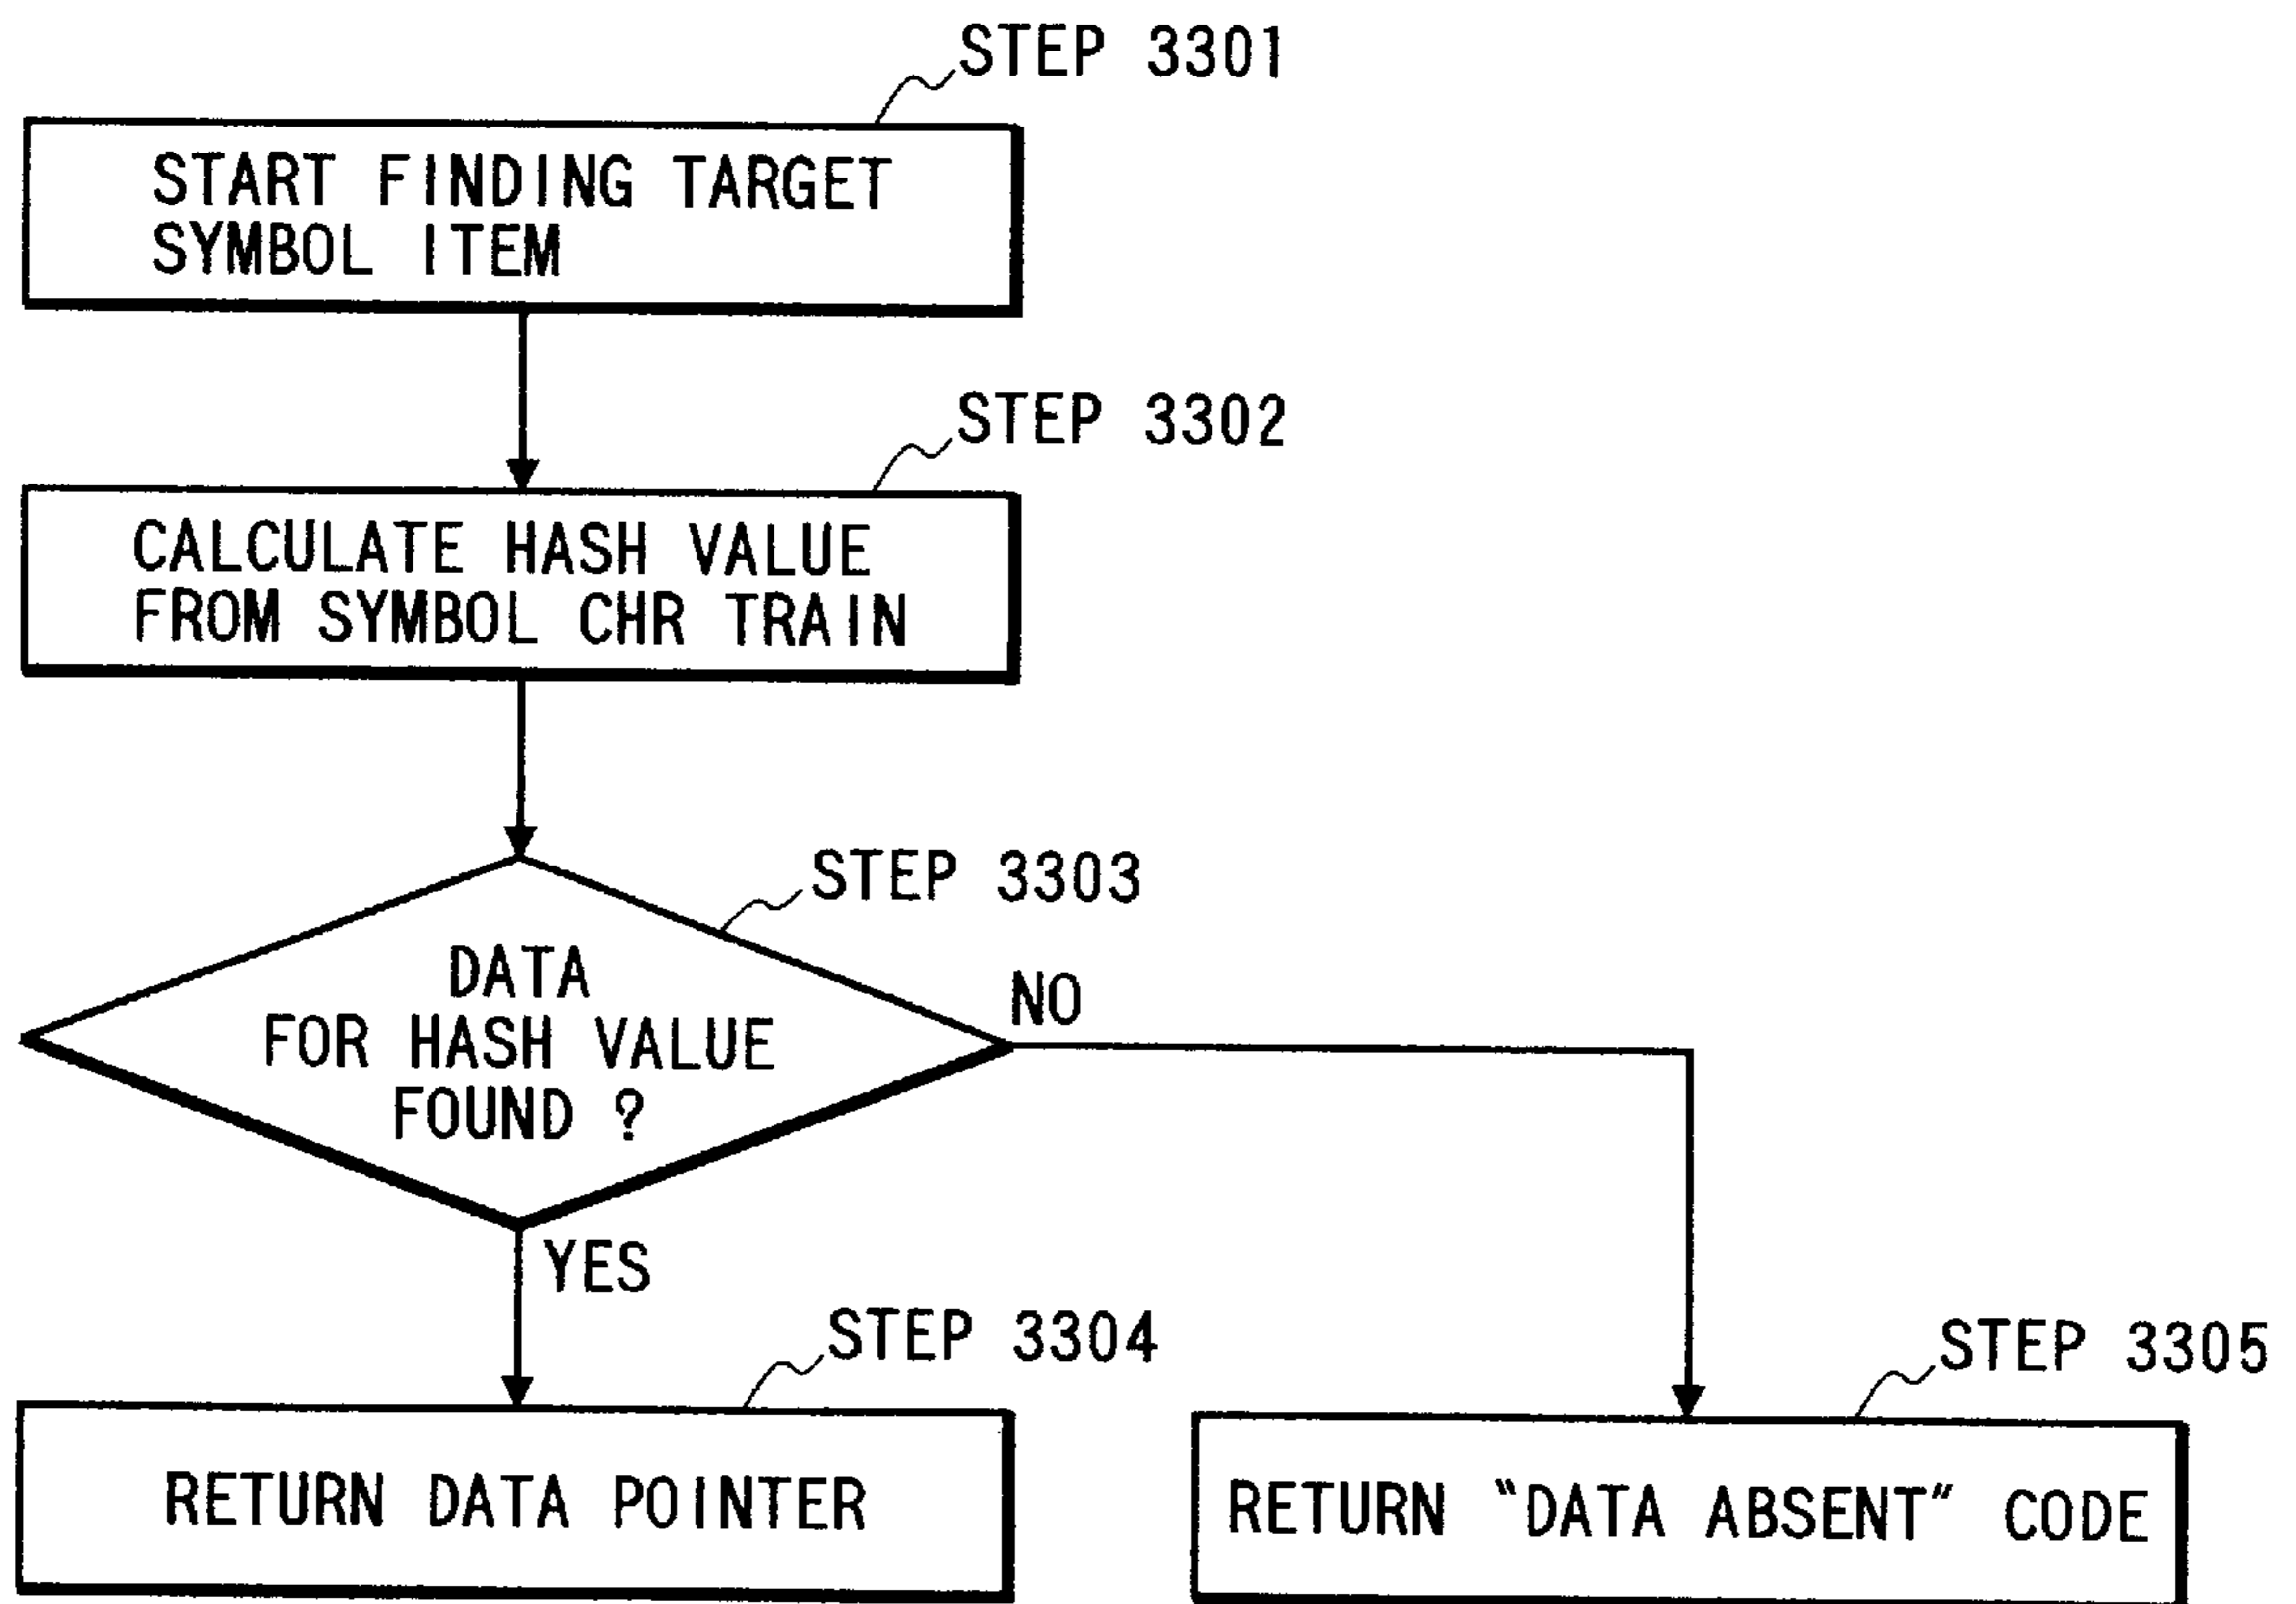 STEP 3301
START FINDING TARGET
SYMBOL ITEM
STEP 3302
CALCULATE HASH VALUE
FROM SYMBOL CHR TRAIN
STEP 3303
DATA
FOR HASH VALUE
FOUND ?
NO
YES
STEP 3304
RETURN DATA POINTER
STEP 3305
RETURN "DATA ABSENT" CODE